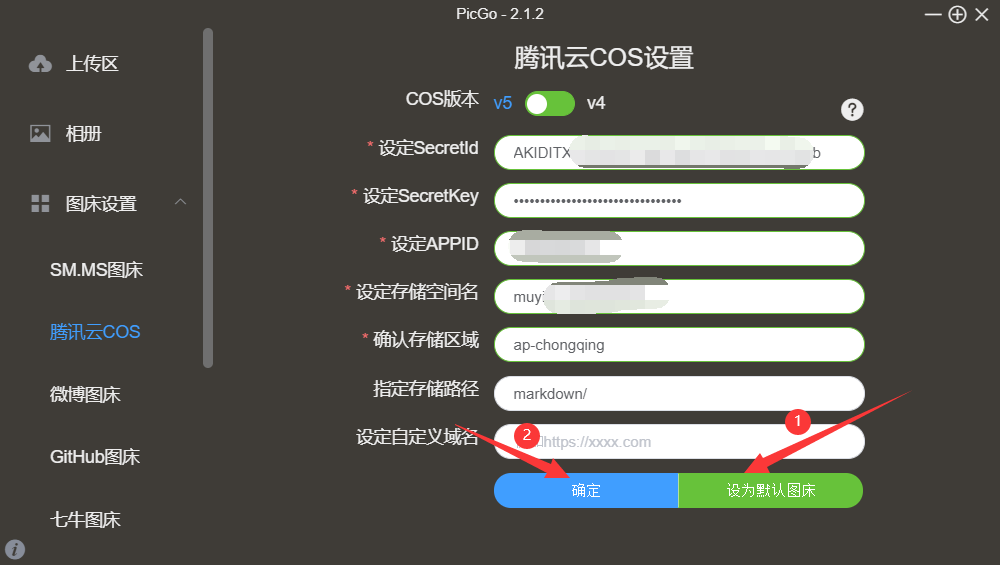 PicGo - 2.1.2
上传区
相册
图床设置
SM.MS图床
腾讯云COS
微博图床
GitHub图床
七牛图床
腾讯云COS设置
COS版本 v5 v4
?
* 设定SecretId AKIDITX b
* 设定SecretKey ••••••••••••••••••••••••••••••••
* 设定APPID
* 设定存储空间名 muy
* 确认存储区域 ap-chongqing
指定存储路径 markdown/
设定自定义域名 https://xxxx.com
2
1
确定 设为默认图床
i